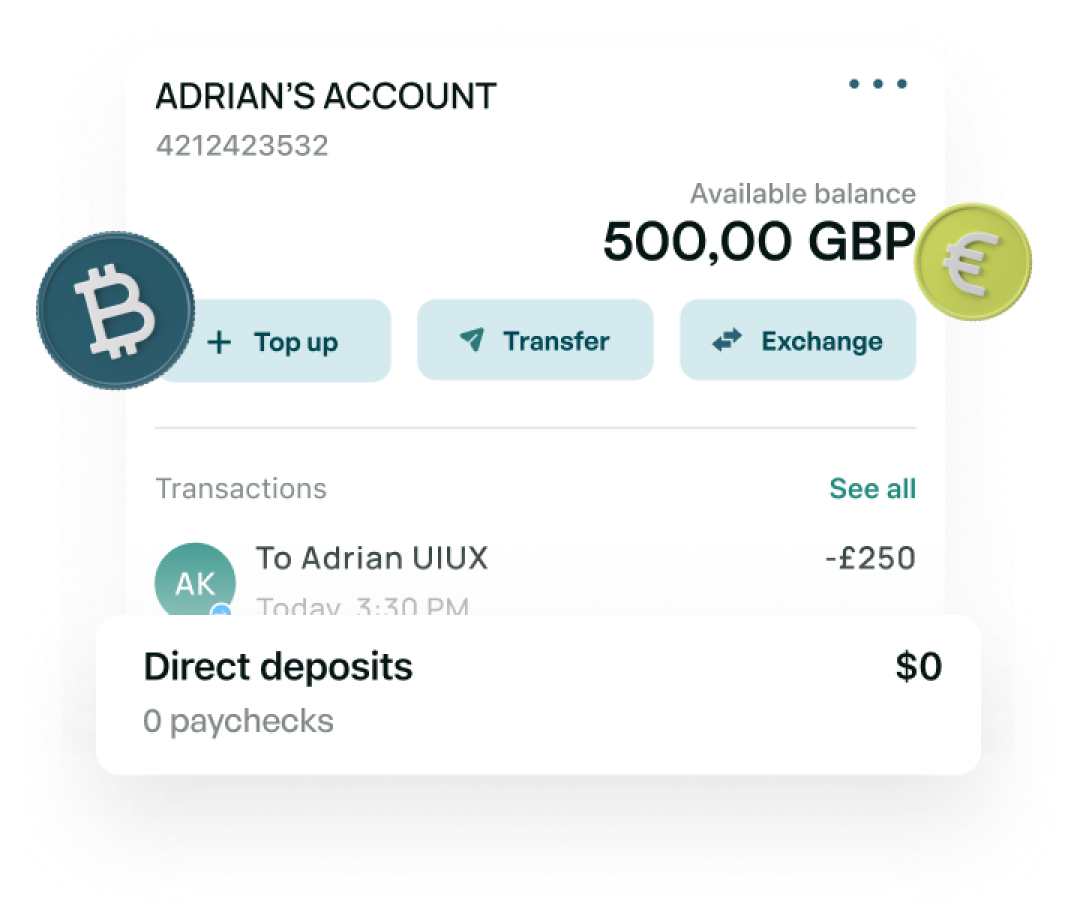 ADRIAN’S ACCOUNT
4212423532
Available balance
500,00 GBP
₿
€
+ Top up
Transfer
Exchange
Transactions
See all
To Adrian UIUX
-£250
AK
Today, 3:30 PM
Direct deposits
$0
0 paychecks